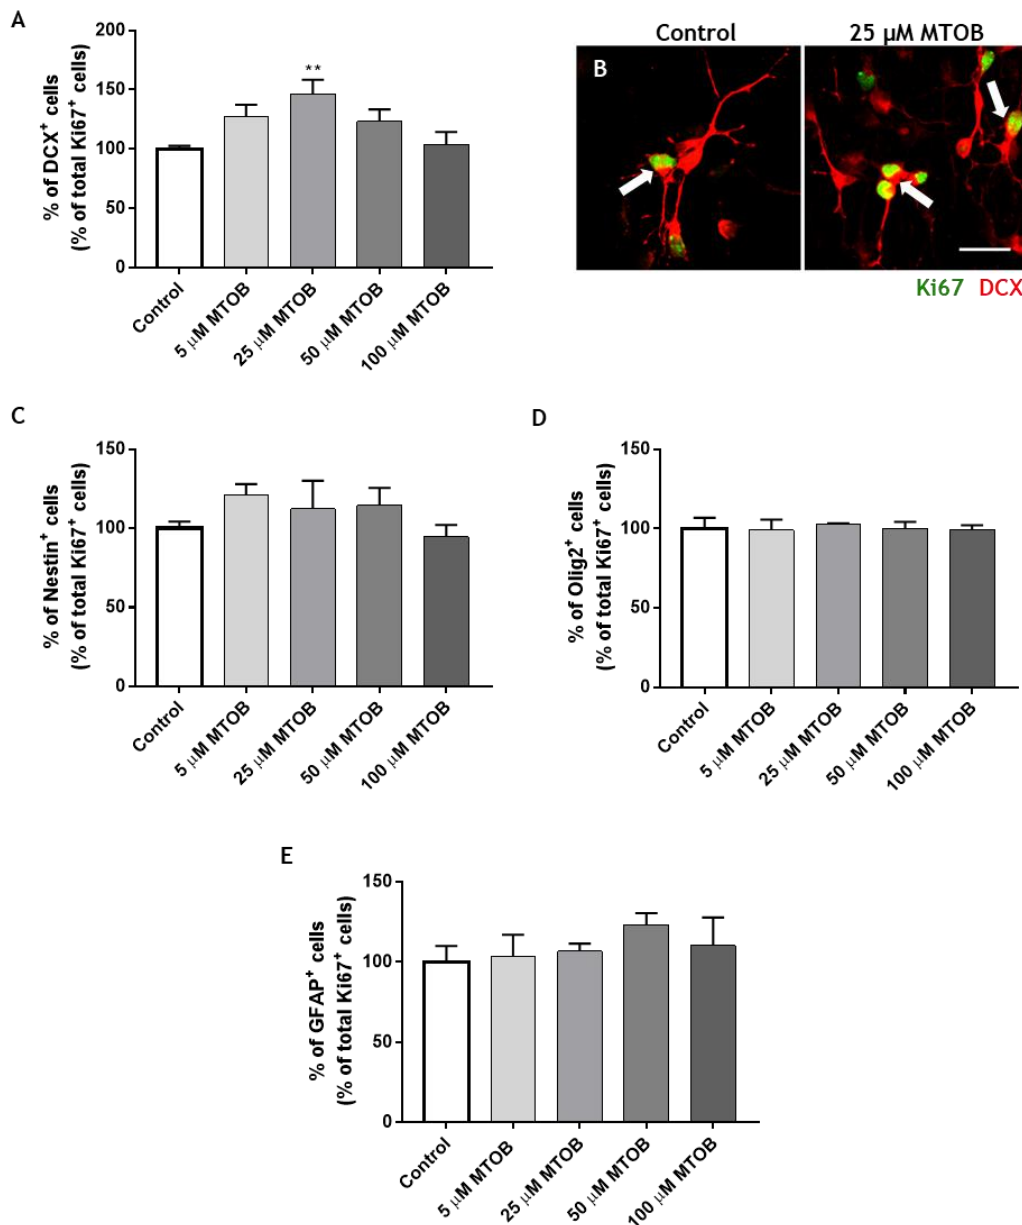 A
% of DCX⁺ cells
(% of total Ki67⁺ cells)
200
150
100
50
0
**
Control
5 µM MTOB
25 µM MTOB
50 µM MTOB
100 µM MTOB
Control
25 µM MTOB
B
Ki67 DCX
C
% of Nestin⁺ cells
(% of total Ki67⁺ cells)
150
100
50
0
Control
5 µM MTOB
25 µM MTOB
50 µM MTOB
100 µM MTOB
D
% of Olig2⁺ cells
(% of total Ki67⁺ cells)
150
100
50
0
Control
5 µM MTOB
25 µM MTOB
50 µM MTOB
100 µM MTOB
E
% of GFAP⁺ cells
(% of total Ki67⁺ cells)
150
100
50
0
Control
5 µM MTOB
25 µM MTOB
50 µM MTOB
100 µM MTOB